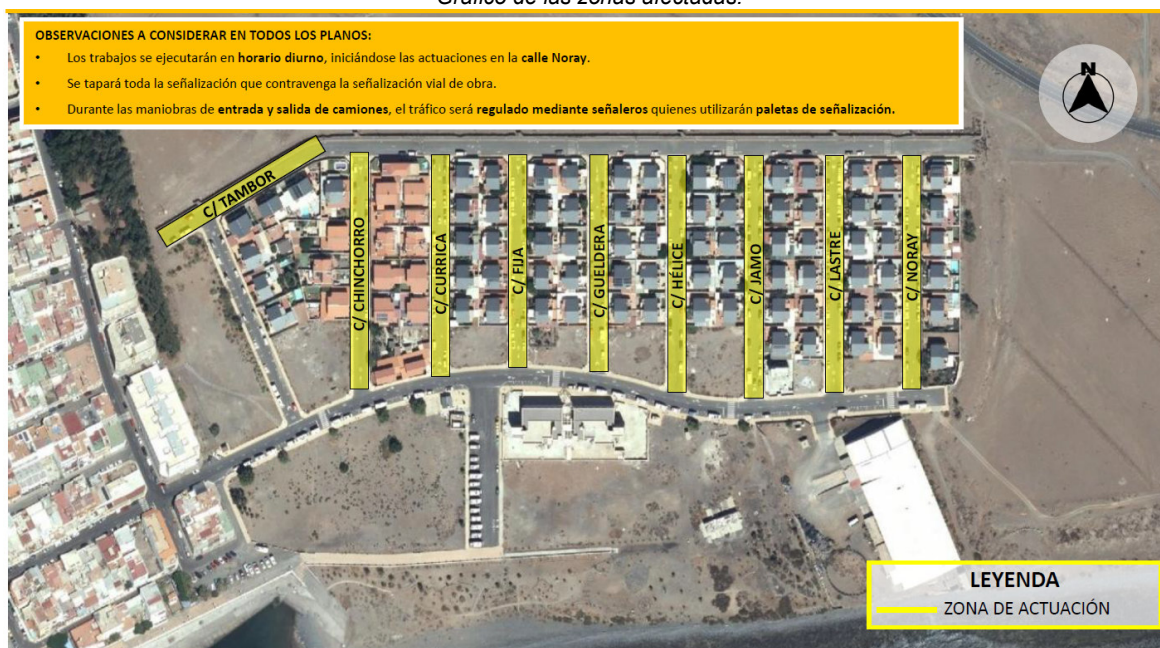 Gráfico de las zonas afectadas.
OBSERVACIONES A CONSIDERAR EN TODOS LOS PLANOS:
• Los trabajos se ejecutarán en horario diurno, iniciándose las actuaciones en la calle Noray.
• Se tapará toda la señalización que contravenga la señalización vial de obra.
• Durante las maniobras de entrada y salida de camiones, el tráfico será regulado mediante señaleros quienes utilizarán paletas de señalización.
N
C/ TAMBOR
C/ CHINCHORRO
C/ CURRICA
C/ FIJA
C/ GUELDERA
C/ HÉLICE
C/ JAMO
C/ LASTRE
C/ NORAY
LEYENDA
ZONA DE ACTUACIÓN